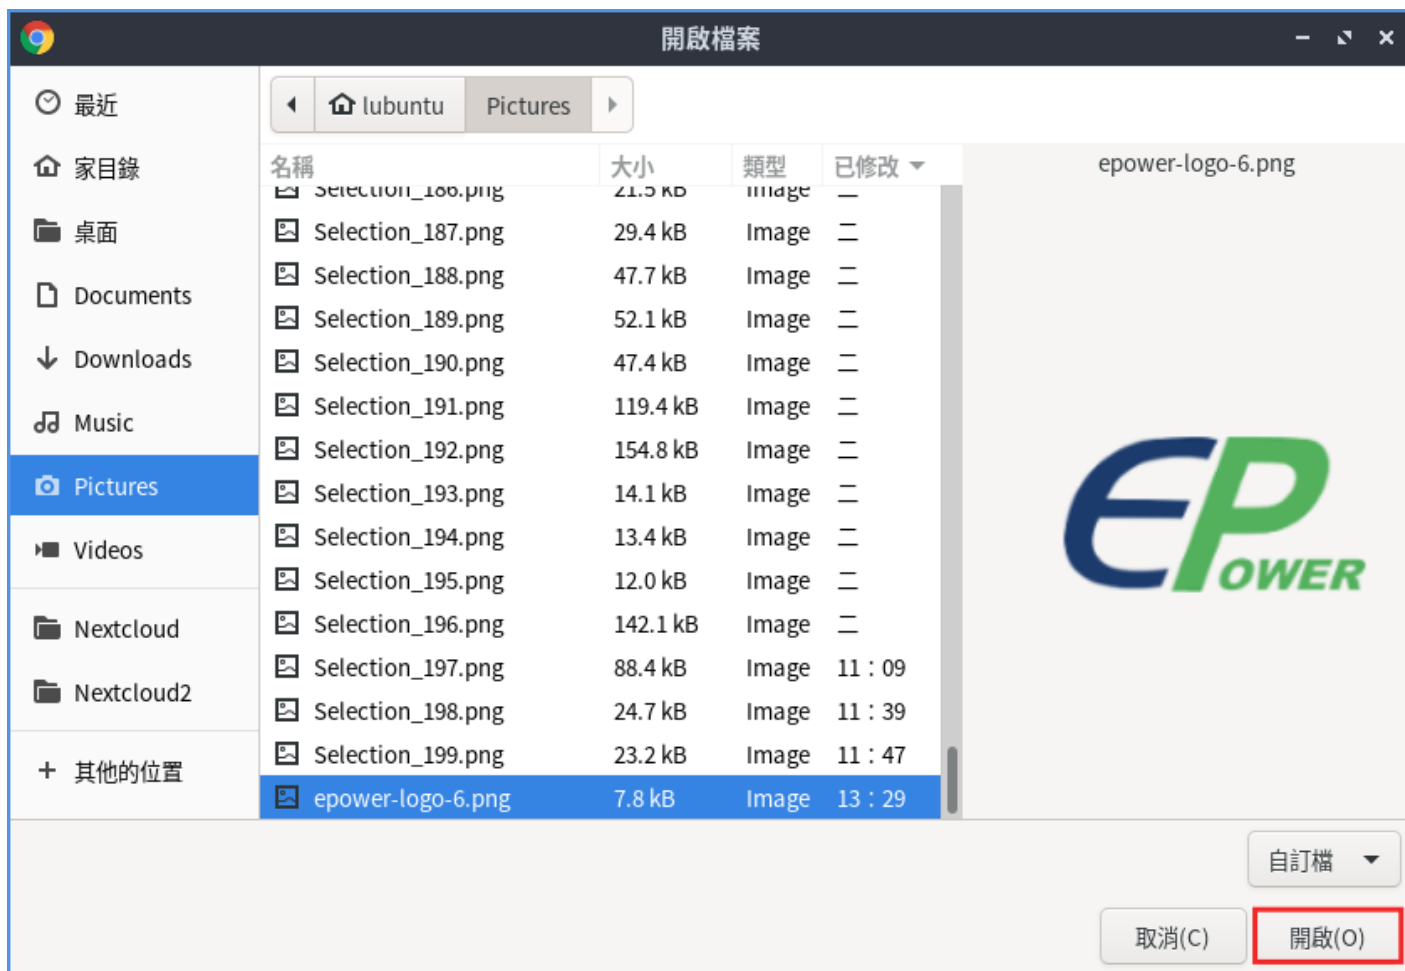 開啟檔案
最近
家目錄
桌面
Documents
Downloads
Music
Pictures
Videos
Nextcloud
Nextcloud2
其他的位置
lubuntu Pictures
名稱 大小 類型 已修改
Selection_186.png 21.5 kB Image 二
Selection_187.png 29.4 kB Image 二
Selection_188.png 47.7 kB Image 二
Selection_189.png 52.1 kB Image 二
Selection_190.png 47.4 kB Image 二
Selection_191.png 119.4 kB Image 二
Selection_192.png 154.8 kB Image 二
Selection_193.png 14.1 kB Image 二
Selection_194.png 13.4 kB Image 二
Selection_195.png 12.0 kB Image 二
Selection_196.png 142.1 kB Image 二
Selection_197.png 88.4 kB Image 11：09
Selection_198.png 24.7 kB Image 11：39
Selection_199.png 23.2 kB Image 11：47
epower-logo-6.png 7.8 kB Image 13：29
epower-logo-6.png
EPOWER
自訂檔
取消(C) 開啟(O)